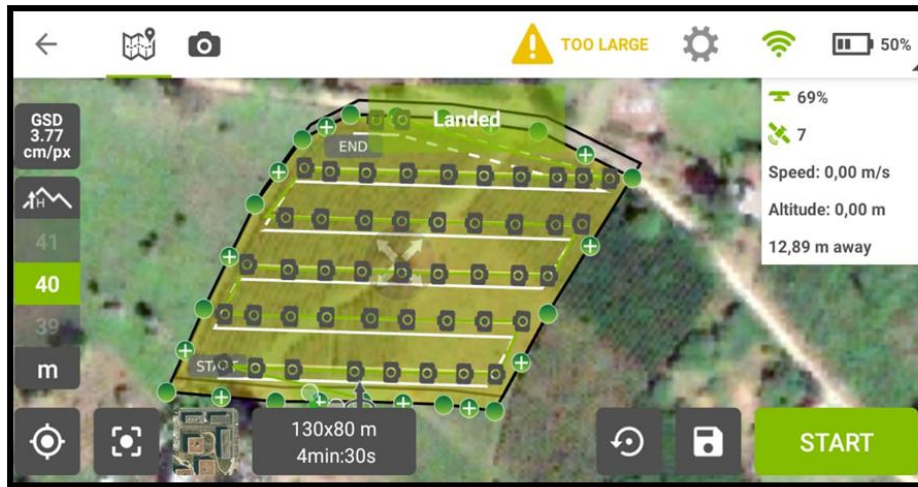 TOO LARGE
50%
GSD
3.77
cm/px
Landed
69%
7
END
H
Speed: 0,00 m/s
41
Altitude: 0,00 m
40
12,89 m away
39
START
m
130x80 m
4min:30s
START